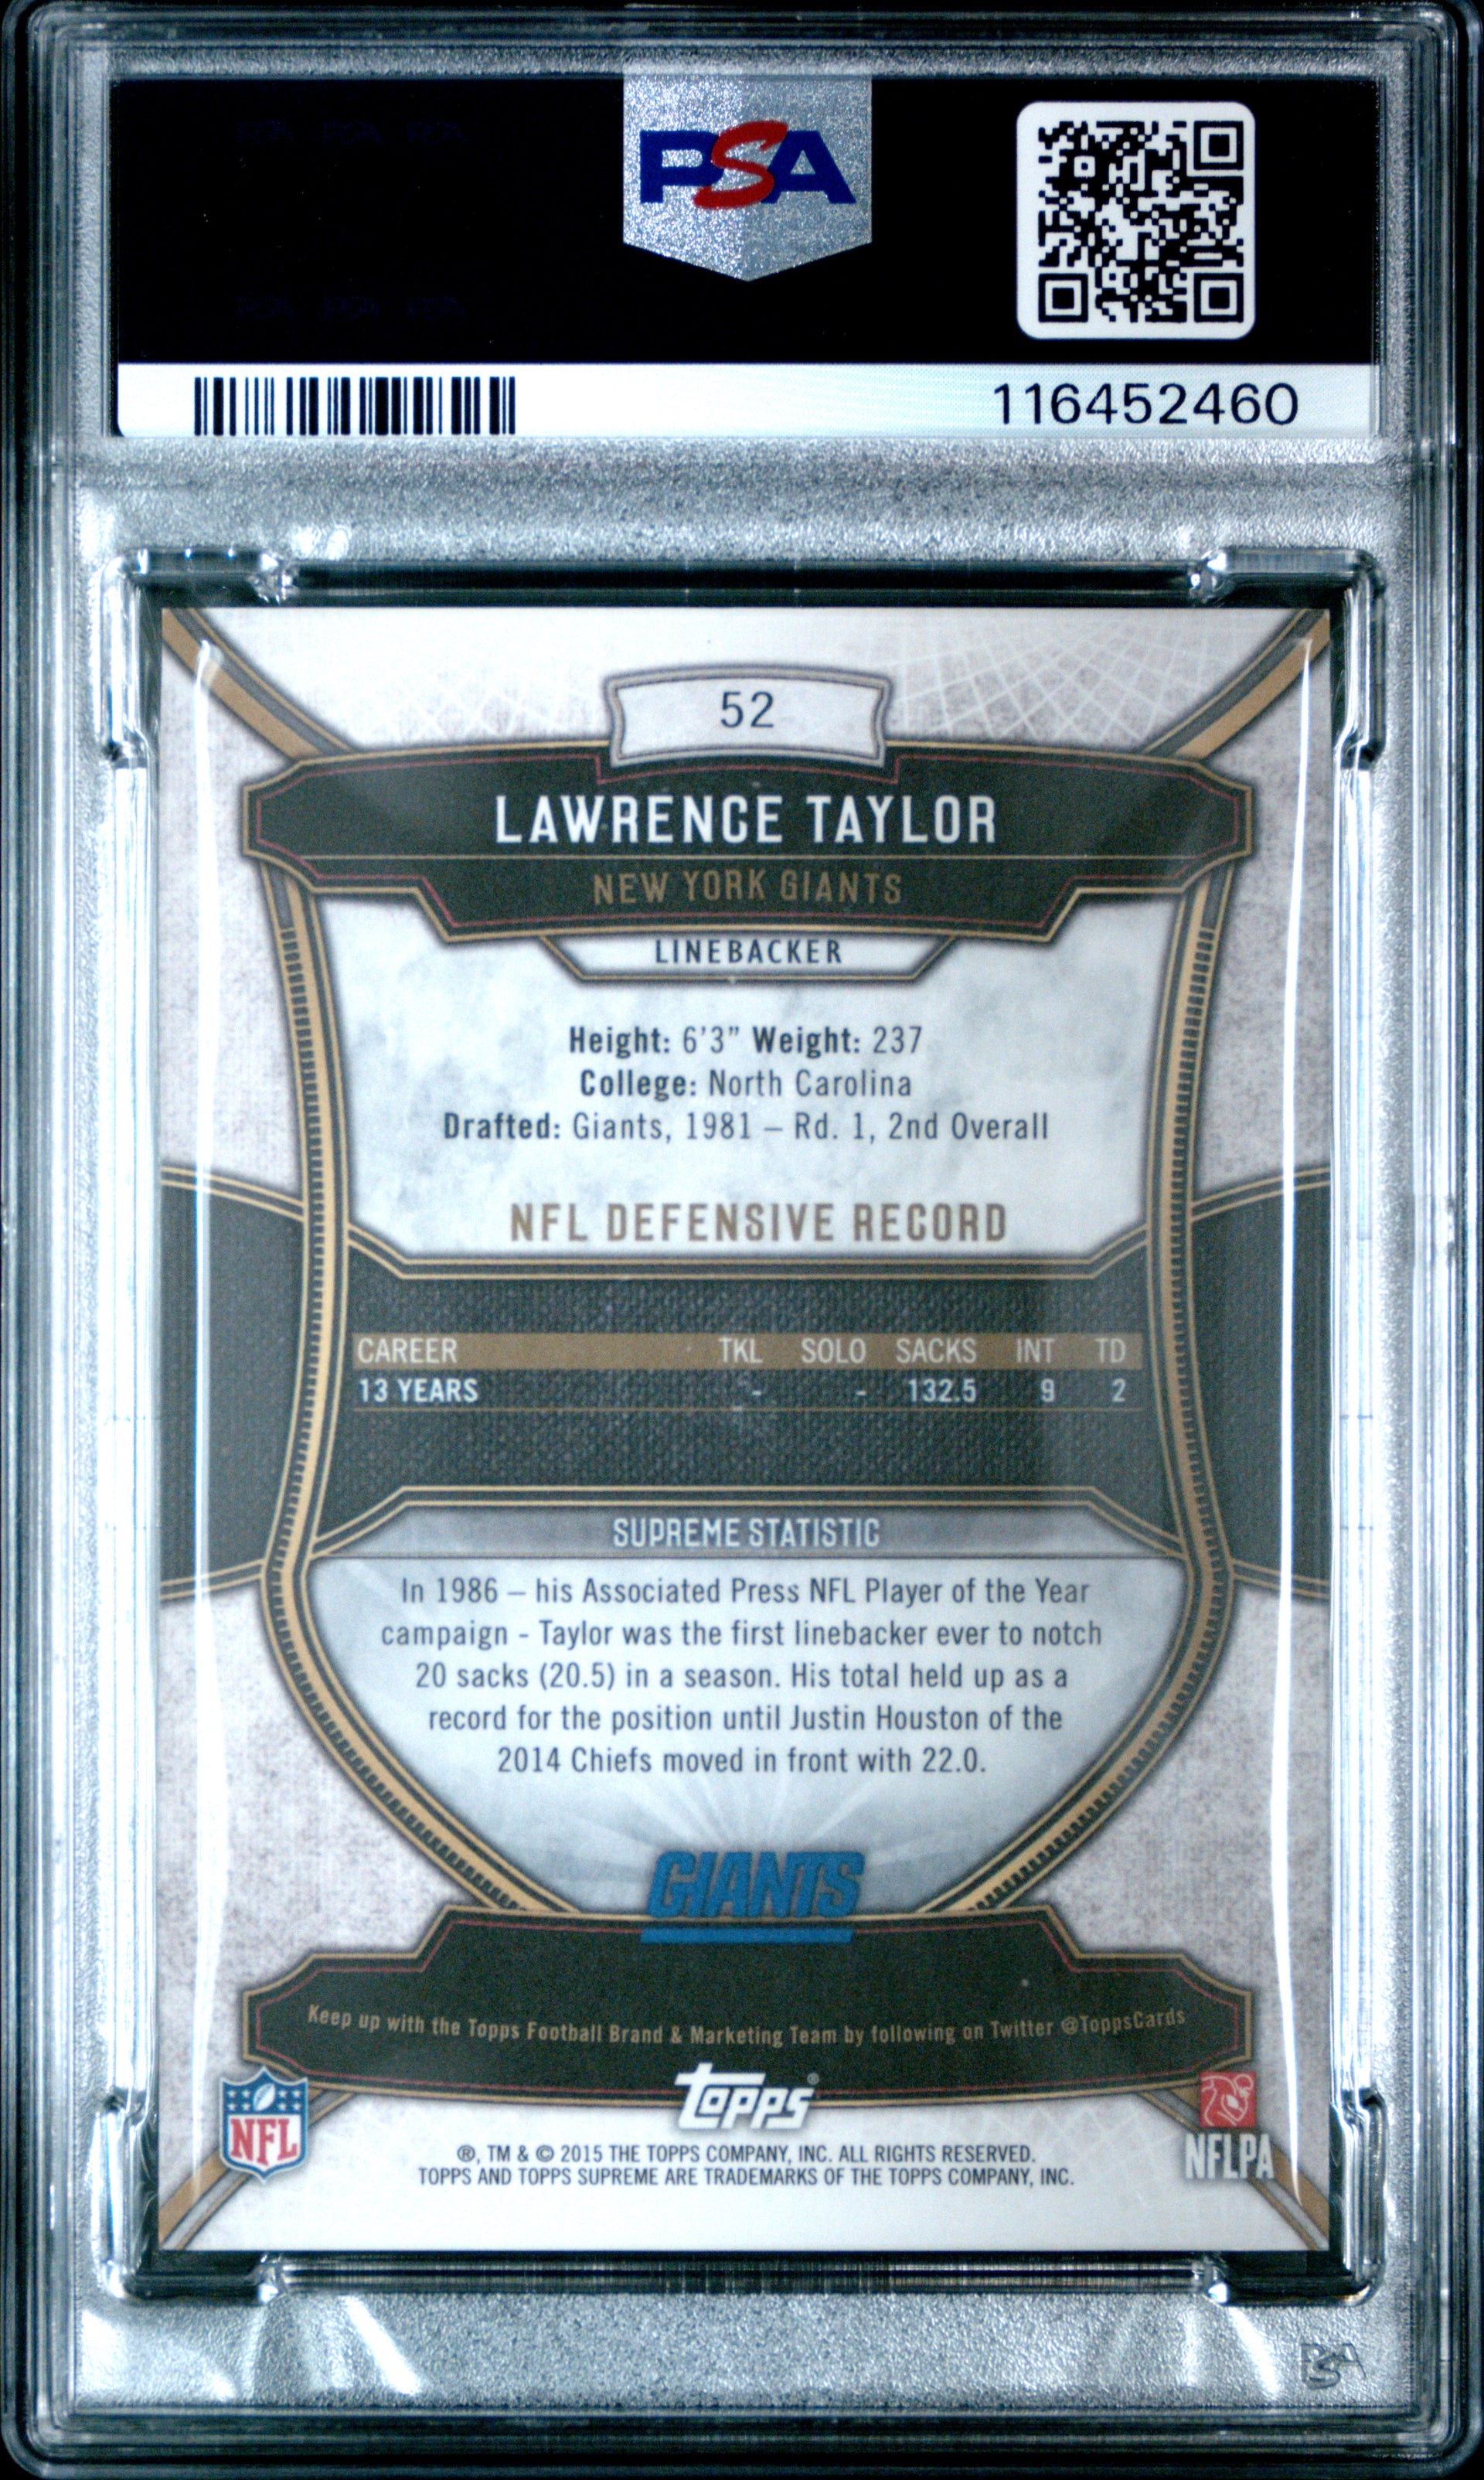 PSA
116452460
52
LAWRENCE TAYLOR
NEW YORK GIANTS
LINEBACKER
Height: 6'3" Weight: 237
College: North Carolina
Drafted: Giants, 1981 – Rd. 1, 2nd Overall
NFL DEFENSIVE RECORD
CAREER TKL SOLO SACKS INT TD
13 YEARS - - 132.5 9 2
SUPREME STATISTIC
In 1986 – his Associated Press NFL Player of the Year
campaign - Taylor was the first linebacker ever to notch
20 sacks (20.5) in a season. His total held up as a
record for the position until Justin Houston of the
2014 Chiefs moved in front with 22.0.
GIANTS
Keep up with the Topps Football Brand & Marketing Team by following on Twitter @ToppsCards
topps®
NFL
NFLPA
®, TM & © 2015 THE TOPPS COMPANY, INC. ALL RIGHTS RESERVED.
TOPPS AND TOPPS SUPREME ARE TRADEMARKS OF THE TOPPS COMPANY, INC.
PSA